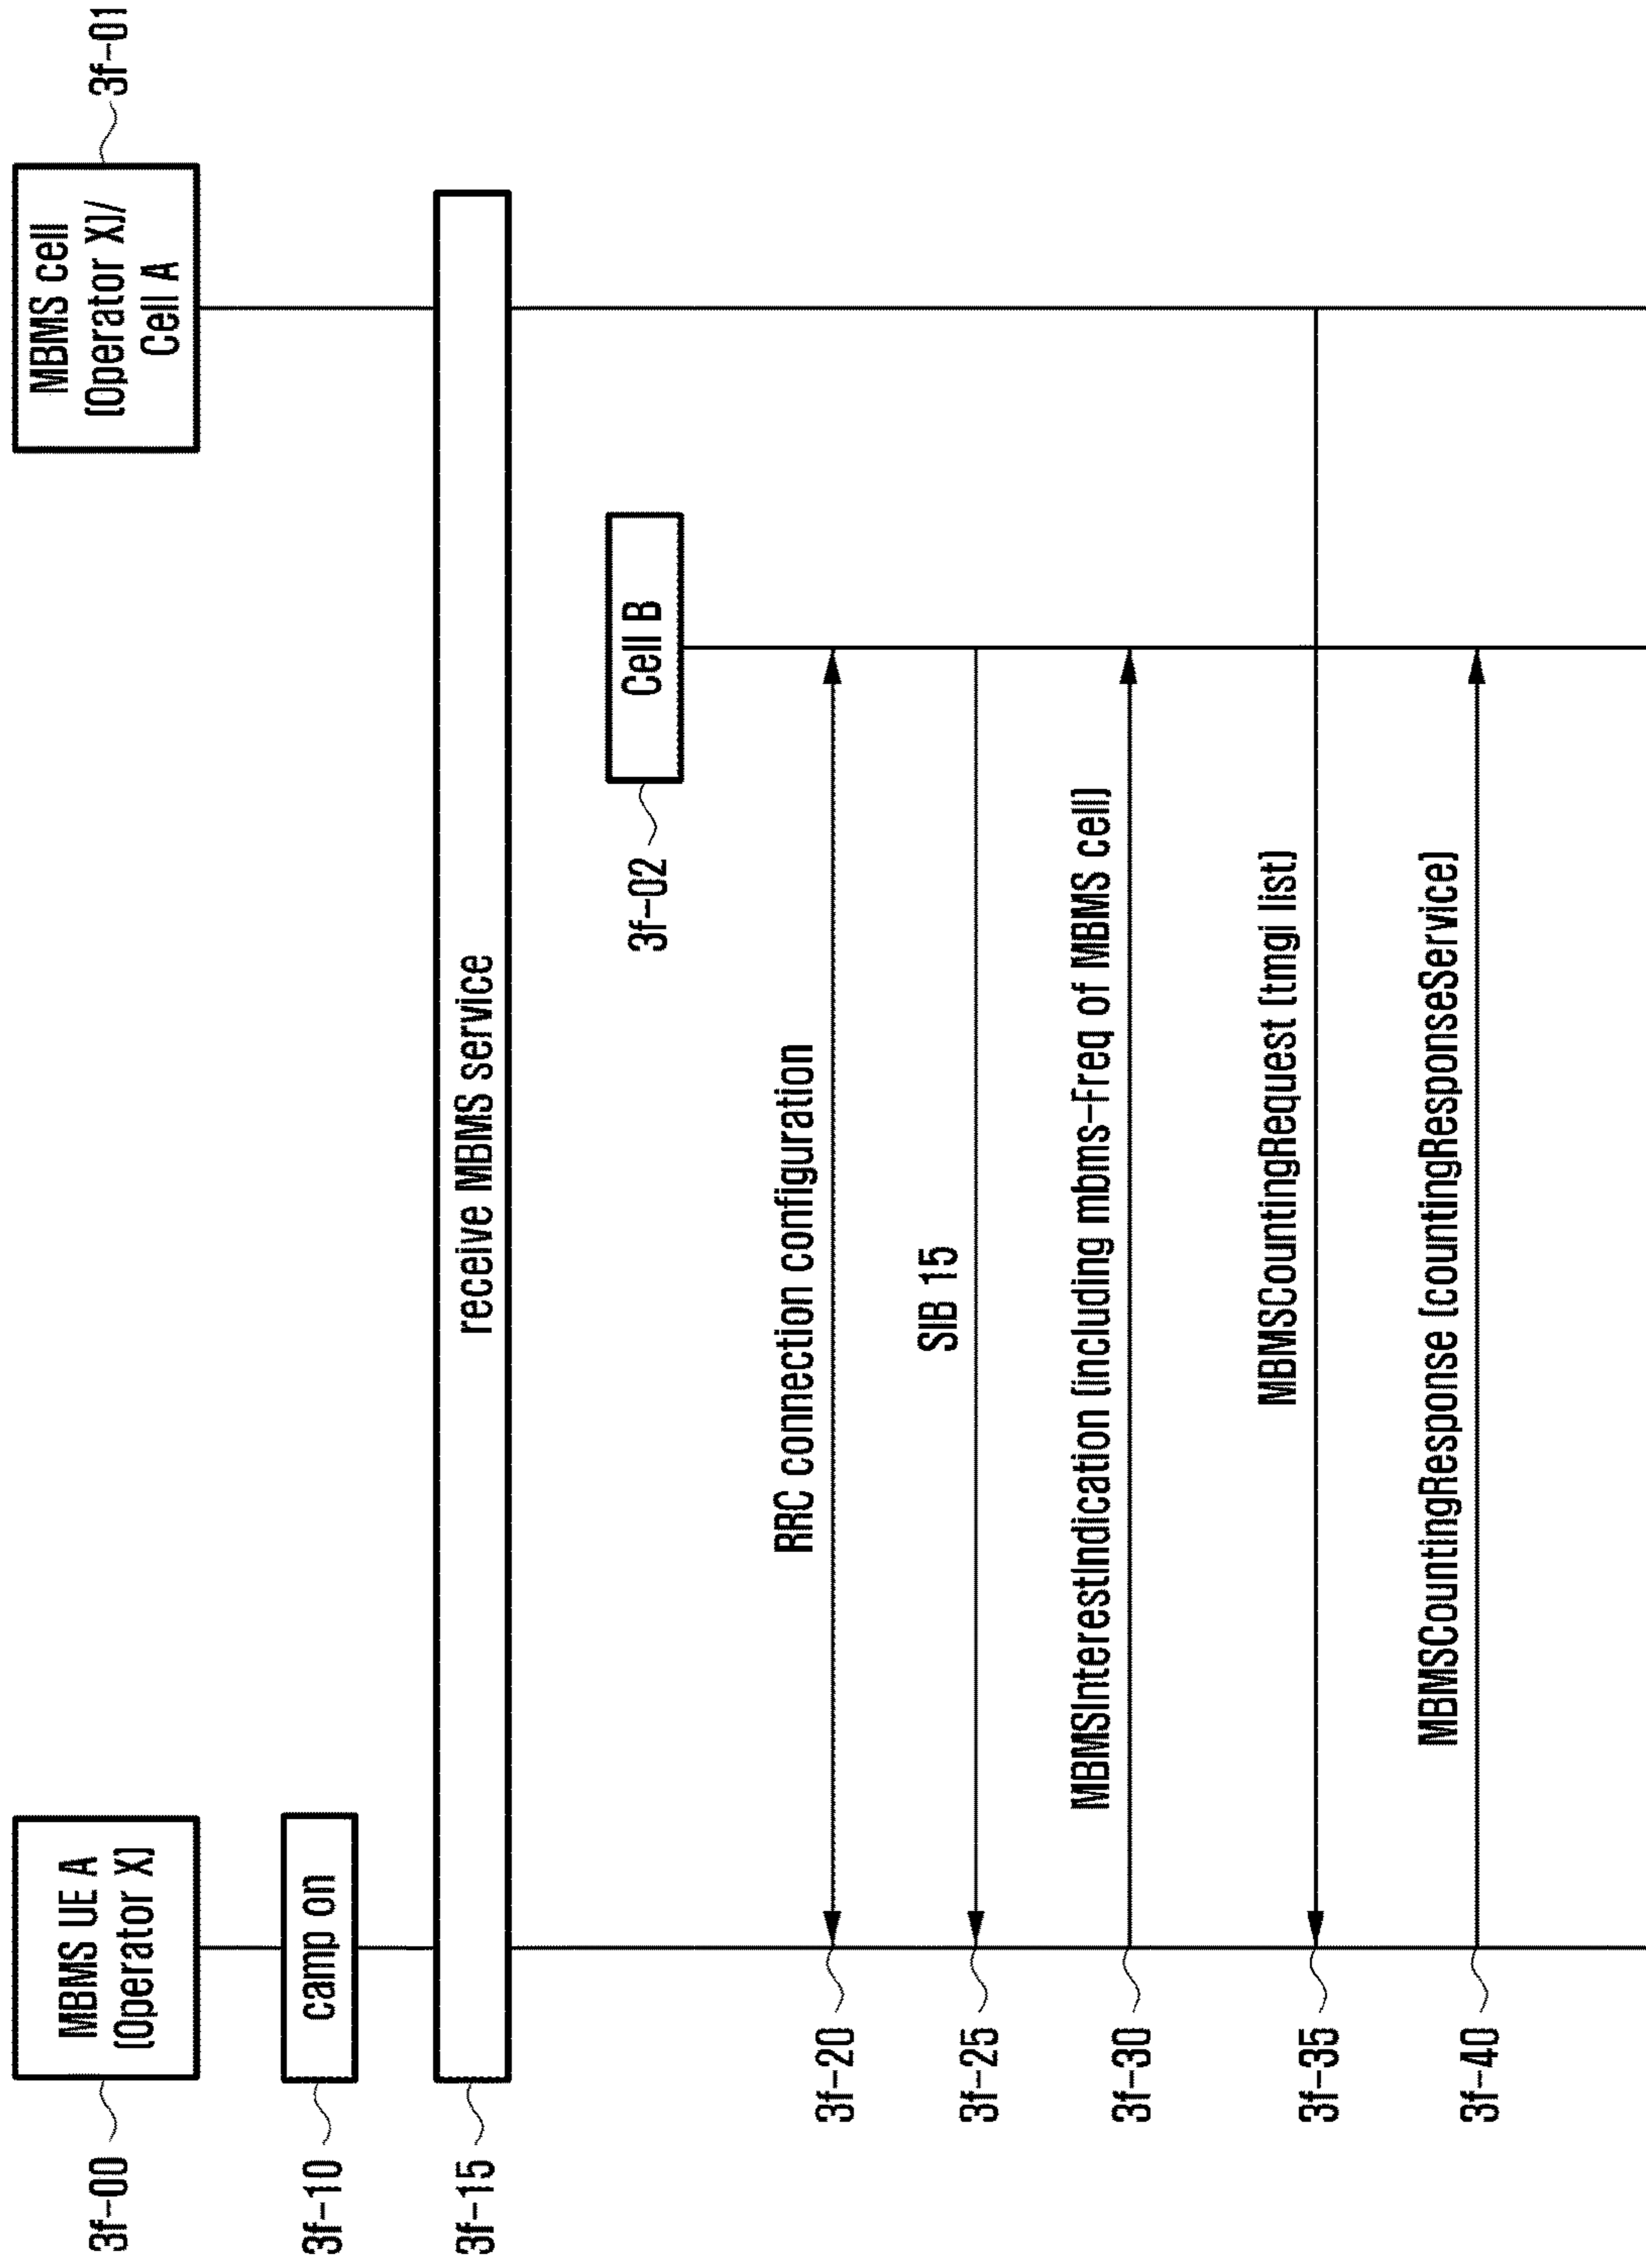 MBMS UE A
(Operator X)
3f-00
MBMS cell
(Operator X)/
Cell A
3f-01
camp on
3f-10
receive MBMS service
3f-15
Cell B
3f-02
RRC connection configuration
3f-20
SIB 15
3f-25
MBMSInterestIndication (including mbms-Freq of MBMS cell)
3f-30
MBMSCountingRequest (tmgi list)
3f-35
MBMSCountingResponse (countingResponseService)
3f-40